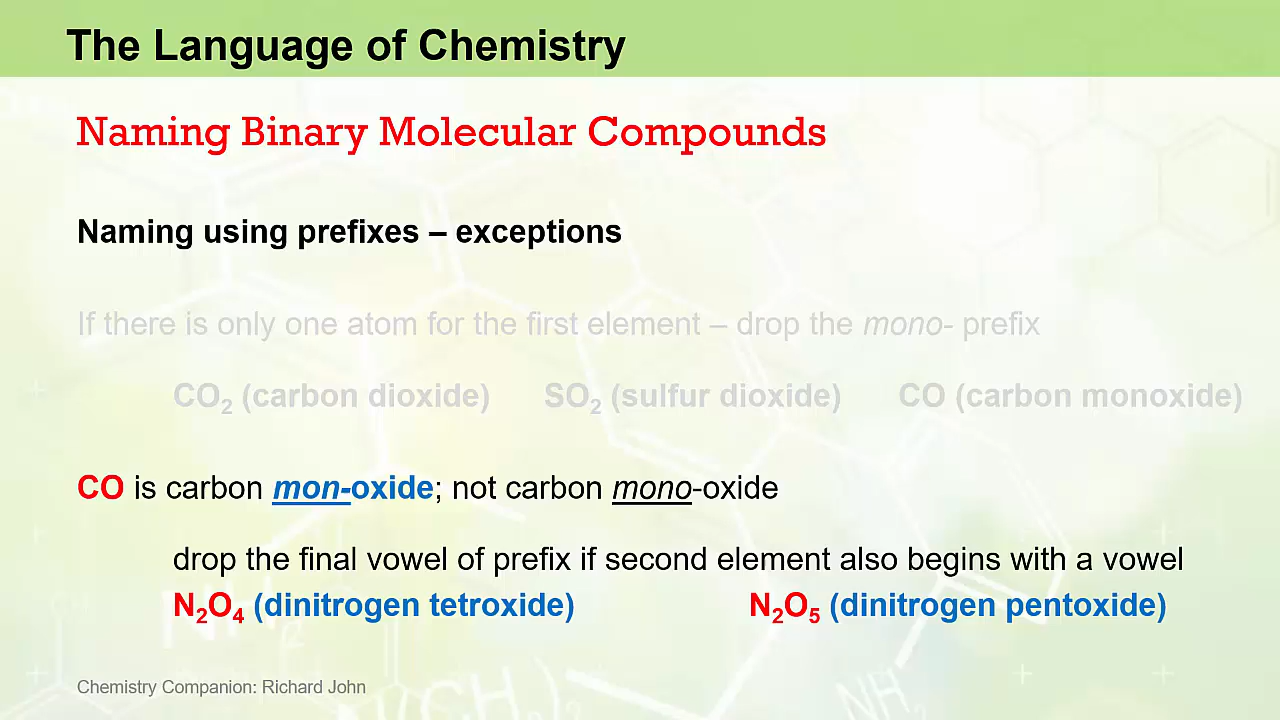 The Language of Chemistry
Naming Binary Molecular Compounds
Naming using prefixes – exceptions
If there is only one atom for the first element – drop the mono- prefix
CO₂ (carbon dioxide) SO₂ (sulfur dioxide) CO (carbon monoxide)
CO is carbon mon-oxide; not carbon mono-oxide
drop the final vowel of prefix if second element also begins with a vowel
N₂O₄ (dinitrogen tetroxide) N₂O₅ (dinitrogen pentoxide)
Chemistry Companion: Richard John